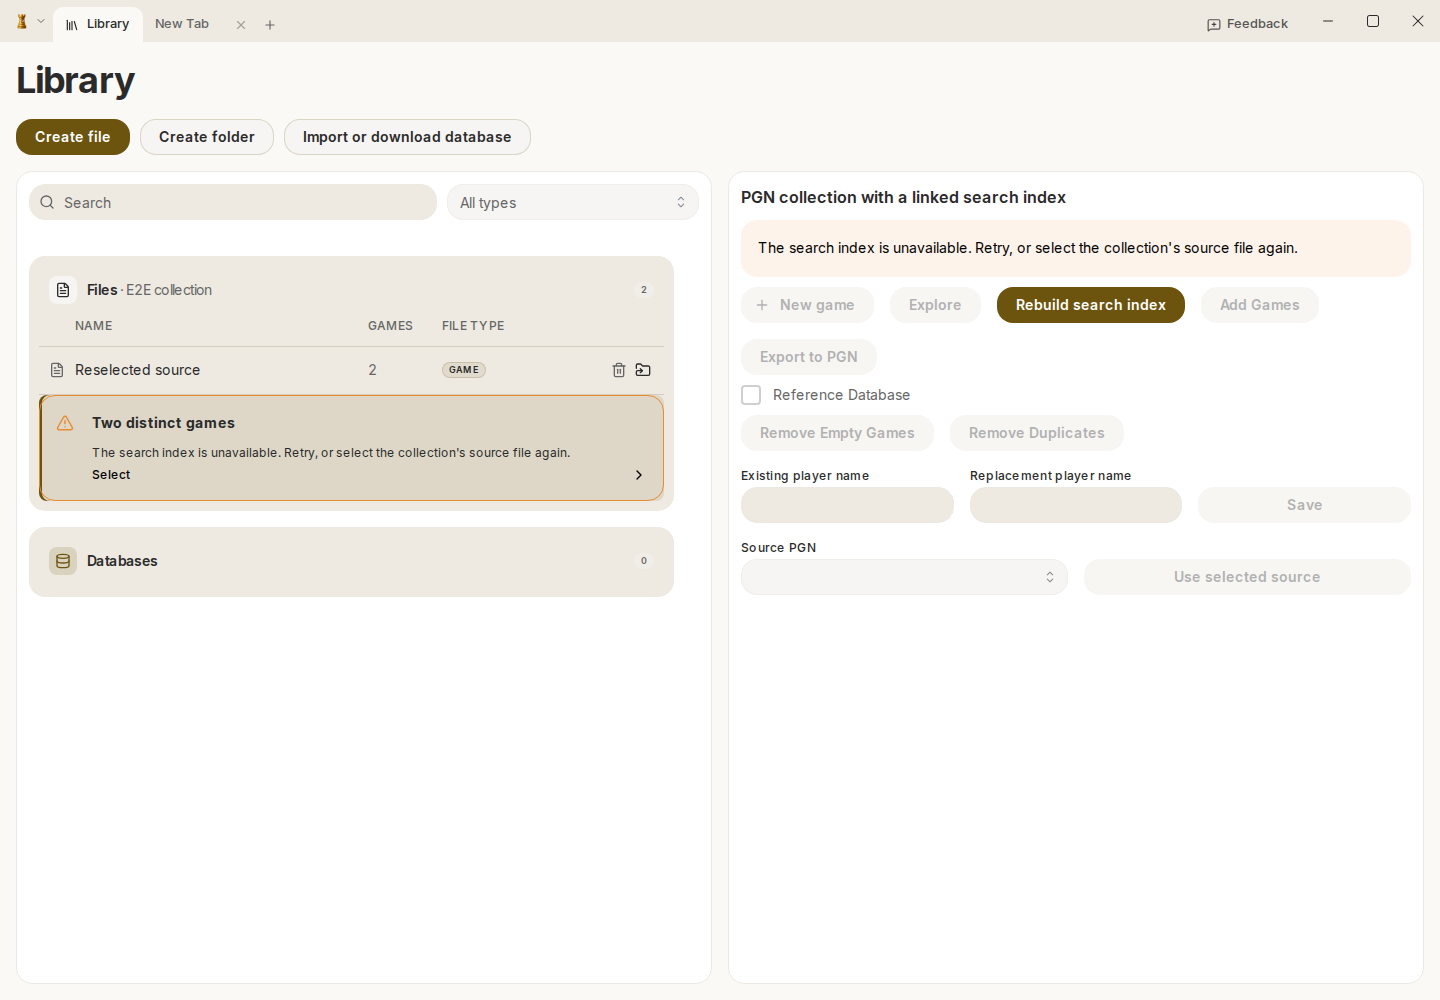 Library
New Tab
Feedback
Library
Create file
Create folder
Import or download database
Search
All types
Files · E2E collection
2
NAME
GAMES
FILE TYPE
Reselected source
2
GAME
Two distinct games
The search index is unavailable. Retry, or select the collection's source file again.
Select
Databases
0
PGN collection with a linked search index
The search index is unavailable. Retry, or select the collection's source file again.
New game
Explore
Rebuild search index
Add Games
Export to PGN
Reference Database
Remove Empty Games
Remove Duplicates
Existing player name
Replacement player name
Save
Source PGN
Use selected source